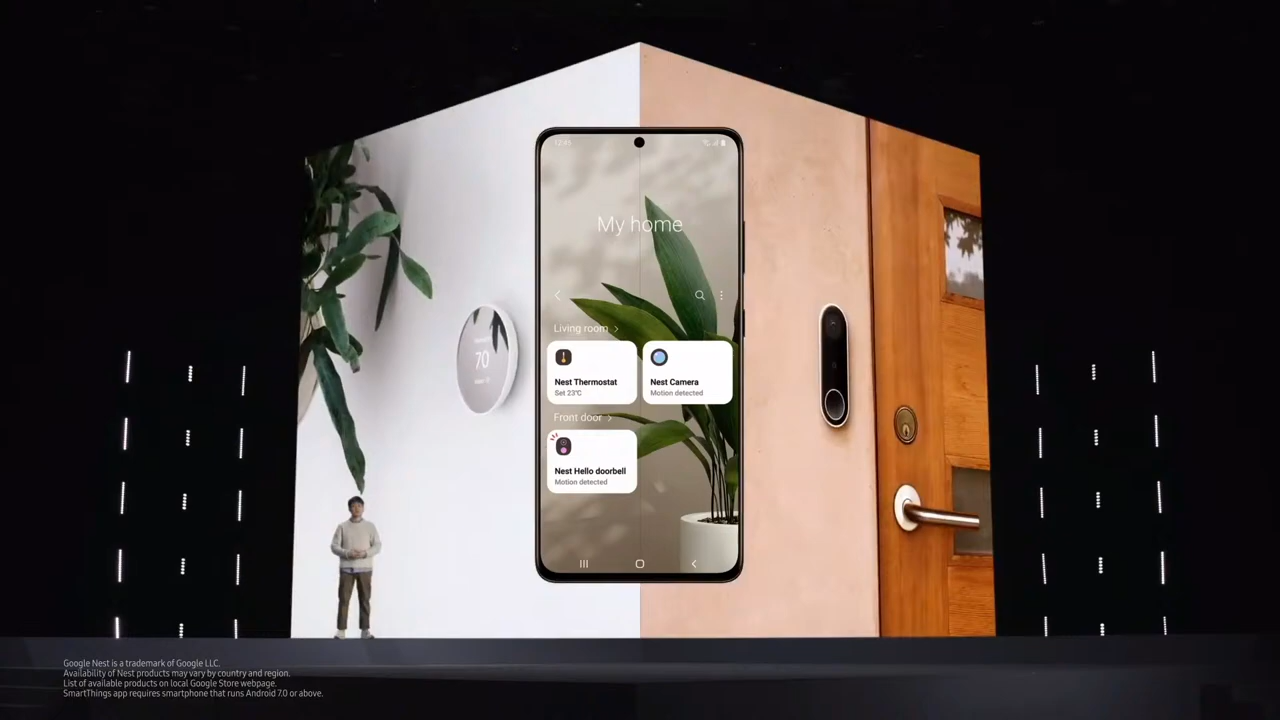 12:45
My home
Living room >
Nest Thermostat
Set 23°C
Nest Camera
Motion detected
Front door >
Nest Hello doorbell
Motion detected
70
Google Nest is a trademark of Google LLC.
Availability of Nest products may vary by country and region.
List of available products on local Google Store webpage.
SmartThings app requires smartphone that runs Android 7.0 or above.